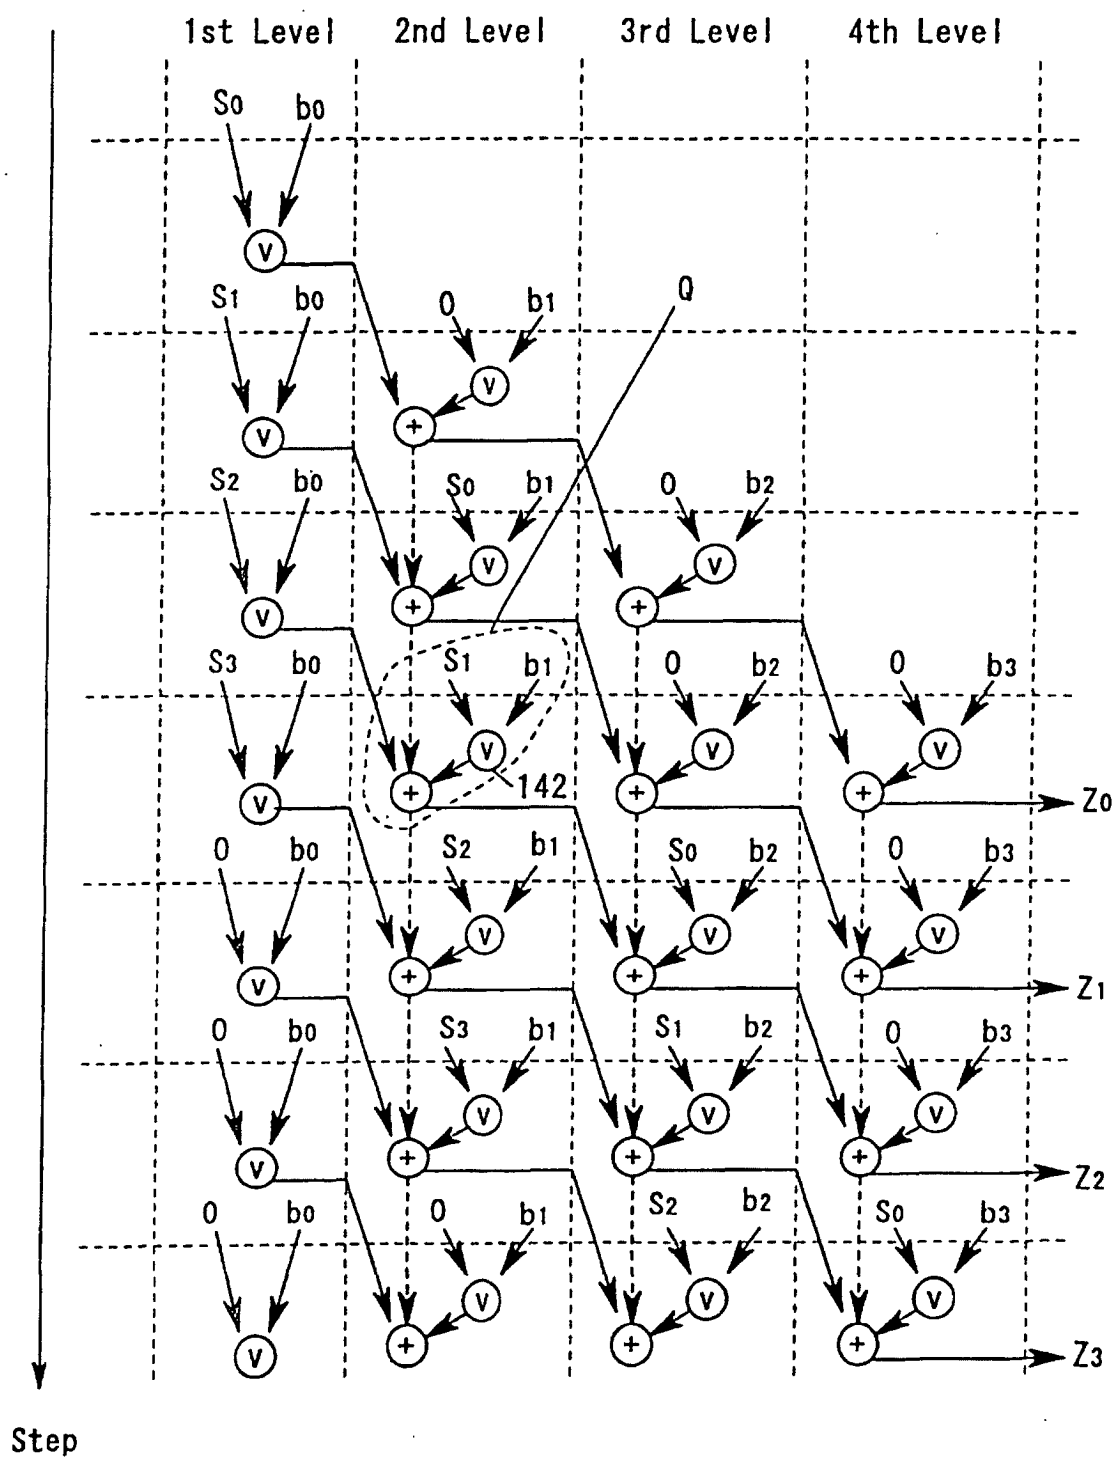 1st Level 2nd Level 3rd Level 4th Level
S0 b0
V
S1 b0 0 b1 Q
V
V +
S2 b0 S0 b1 0 b2
V V
V + +
S3 b0 S1 b1 0 b2 0 b3
V V V
V + 142 + + Z0
0 b0 S2 b1 S0 b2 0 b3
V V V
V + + + Z1
0 b0 S3 b1 S1 b2 0 b3
V V V
V + + + Z2
0 b0 0 b1 S2 b2 S0 b3
V V V
V + + + Z3
Step